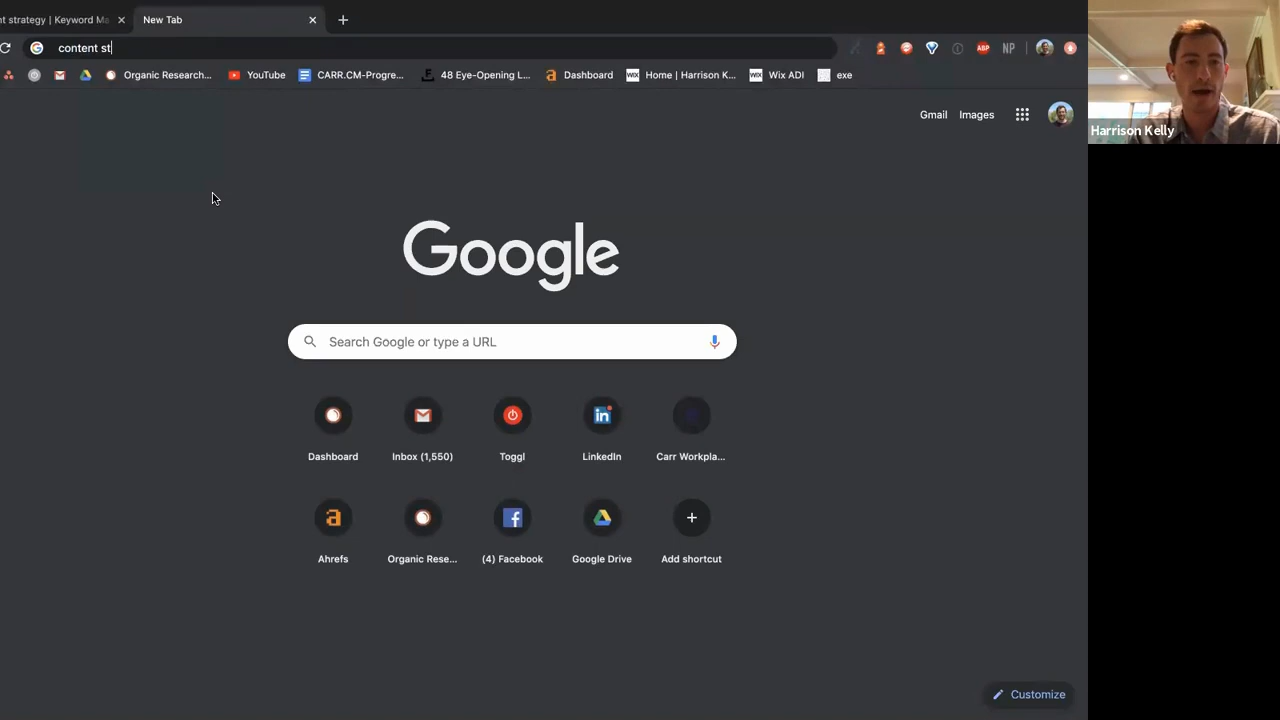 nt strategy | Keyword Ma
New Tab
content st
Organic Research...
YouTube
CARR.CM-Progre...
48 Eye-Opening L...
Dashboard
Home | Harrison K...
Wix ADI
exe
ABP
NP
Gmail
Images
Harrison Kelly
Google
Search Google or type a URL
Dashboard
Inbox (1,550)
Toggl
LinkedIn
Carr Workpla...
Ahrefs
Organic Rese...
(4) Facebook
Google Drive
Add shortcut
Customize